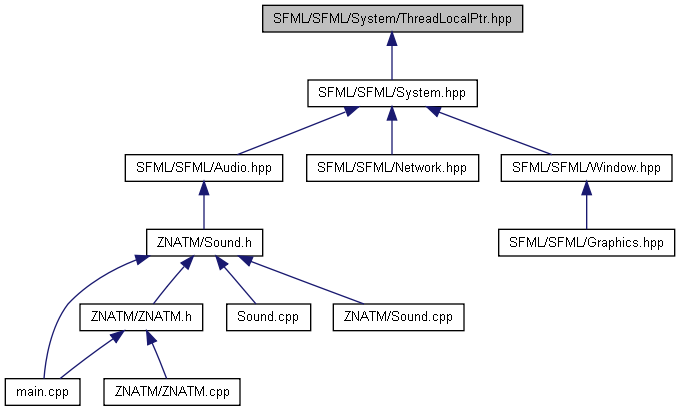 SFML/SFML/System/ThreadLocalPtr.hpp
SFML/SFML/System.hpp
SFML/SFML/Audio.hpp
SFML/SFML/Network.hpp
SFML/SFML/Window.hpp
ZNATM/Sound.h
SFML/SFML/Graphics.hpp
ZNATM/ZNATM.h
Sound.cpp
ZNATM/Sound.cpp
main.cpp
ZNATM/ZNATM.cpp